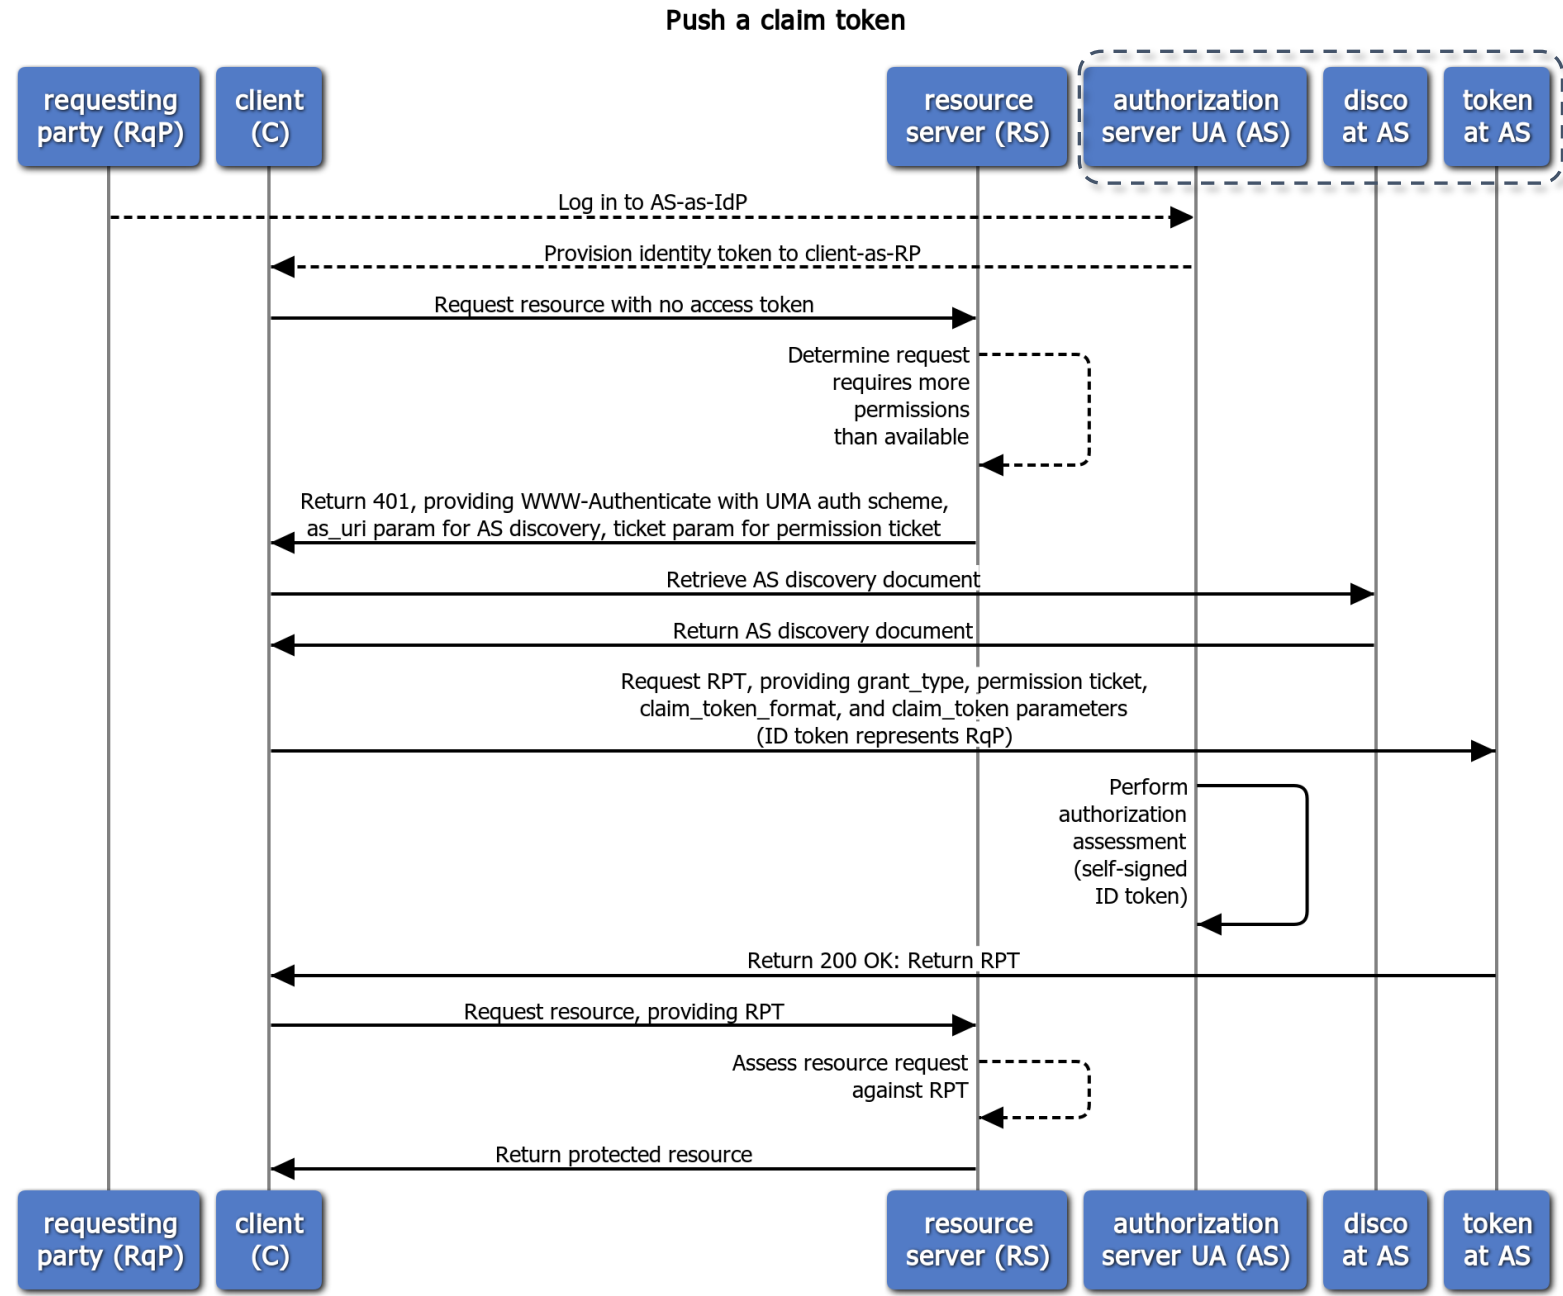 Push a claim token
requesting
party (RqP)
client
(C)
resource
server (RS)
authorization
server UA (AS)
disco
at AS
token
at AS
Log in to AS-as-IdP
Provision identity token to client-as-RP
Request resource with no access token
Determine request
requires more
permissions
than available
Return 401, providing WWW-Authenticate with UMA auth scheme,
as_uri param for AS discovery, ticket param for permission ticket
Retrieve AS discovery document
Return AS discovery document
Request RPT, providing grant_type, permission ticket,
claim_token_format, and claim_token parameters
(ID token represents RqP)
Perform
authorization
assessment
(self-signed
ID token)
Return 200 OK: Return RPT
Request resource, providing RPT
Assess resource request
against RPT
Return protected resource
requesting
party (RqP)
client
(C)
resource
server (RS)
authorization
server UA (AS)
disco
at AS
token
at AS